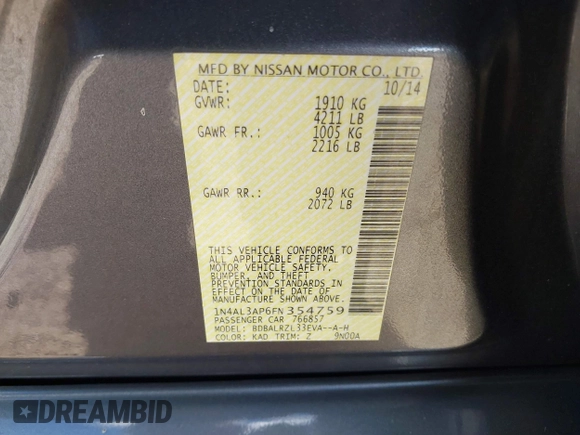 MFD BY NISSAN MOTOR CO., LTD.
DATE: 10/14
GVWR: 1910 KG
4211 LB
GAWR FR.: 1005 KG
2216 LB
GAWR RR.: 940 KG
2072 LB
THIS VEHICLE CONFORMS TO
ALL APPLICABLE FEDERAL
MOTOR VEHICLE SAFETY,
BUMPER, AND THEFT
PREVENTION STANDARDS IN
EFFECT ON THE DATE OF
MANUFACTURE SHOWN ABOVE.
1N4AL3AP6FN354759
PASSENGER CAR 766857
MODEL: BDBALRZL33EVA--A-H
COLOR: KAD TRIM: Z 9N00A
DREAMBID